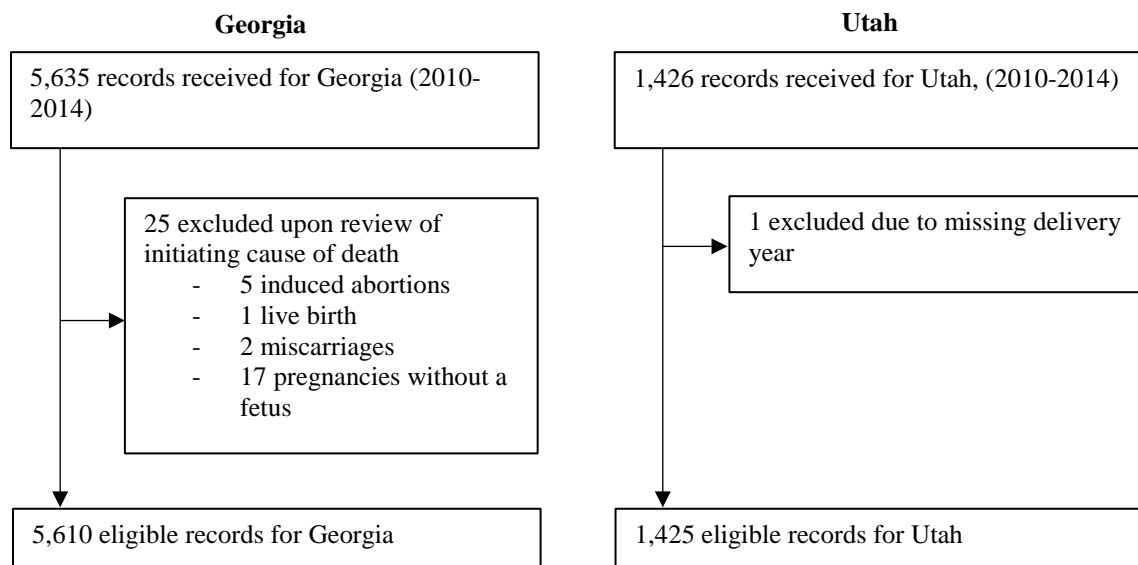 Georgia
5,635 records received for Georgia (2010-
2014)
25 excluded upon review of
initiating cause of death
- 5 induced abortions
- 1 live birth
- 2 miscarriages
- 17 pregnancies without a
fetus
5,610 eligible records for Georgia
Utah
1,426 records received for Utah, (2010-2014)
1 excluded due to missing delivery
year
1,425 eligible records for Utah